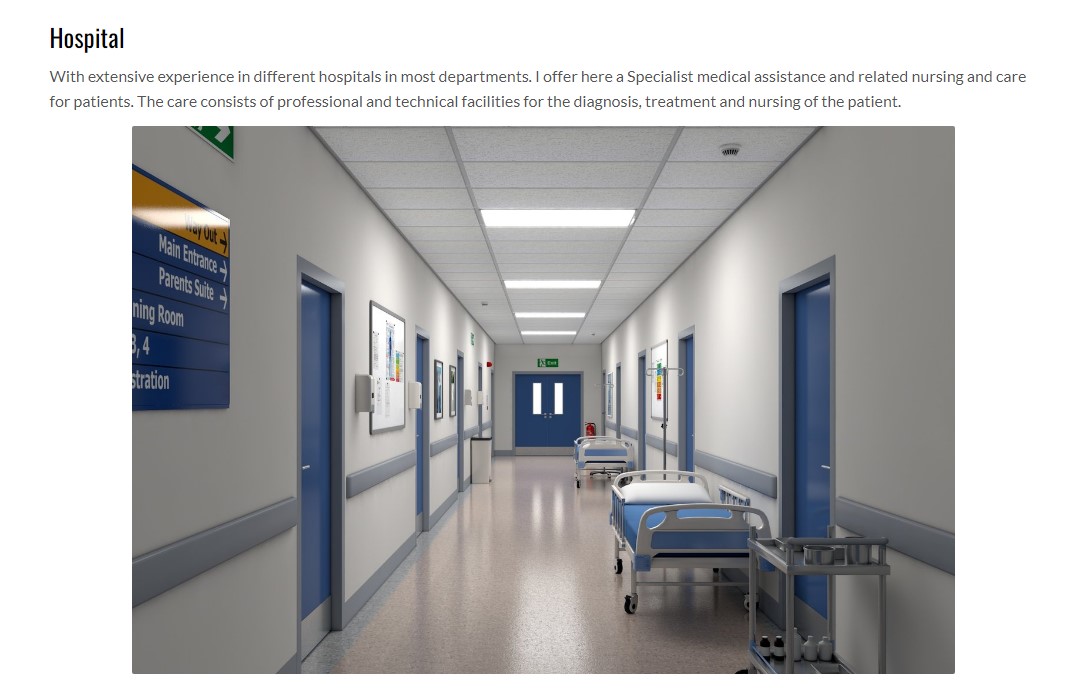 Hospital
With extensive experience in different hospitals in most departments. I offer here a Specialist medical assistance and related nursing and care
for patients. The care consists of professional and technical facilities for the diagnosis, treatment and nursing of the patient.
Way Out
Main Entrance
Parents Suite
ning Room
3, 4
stration
Exit